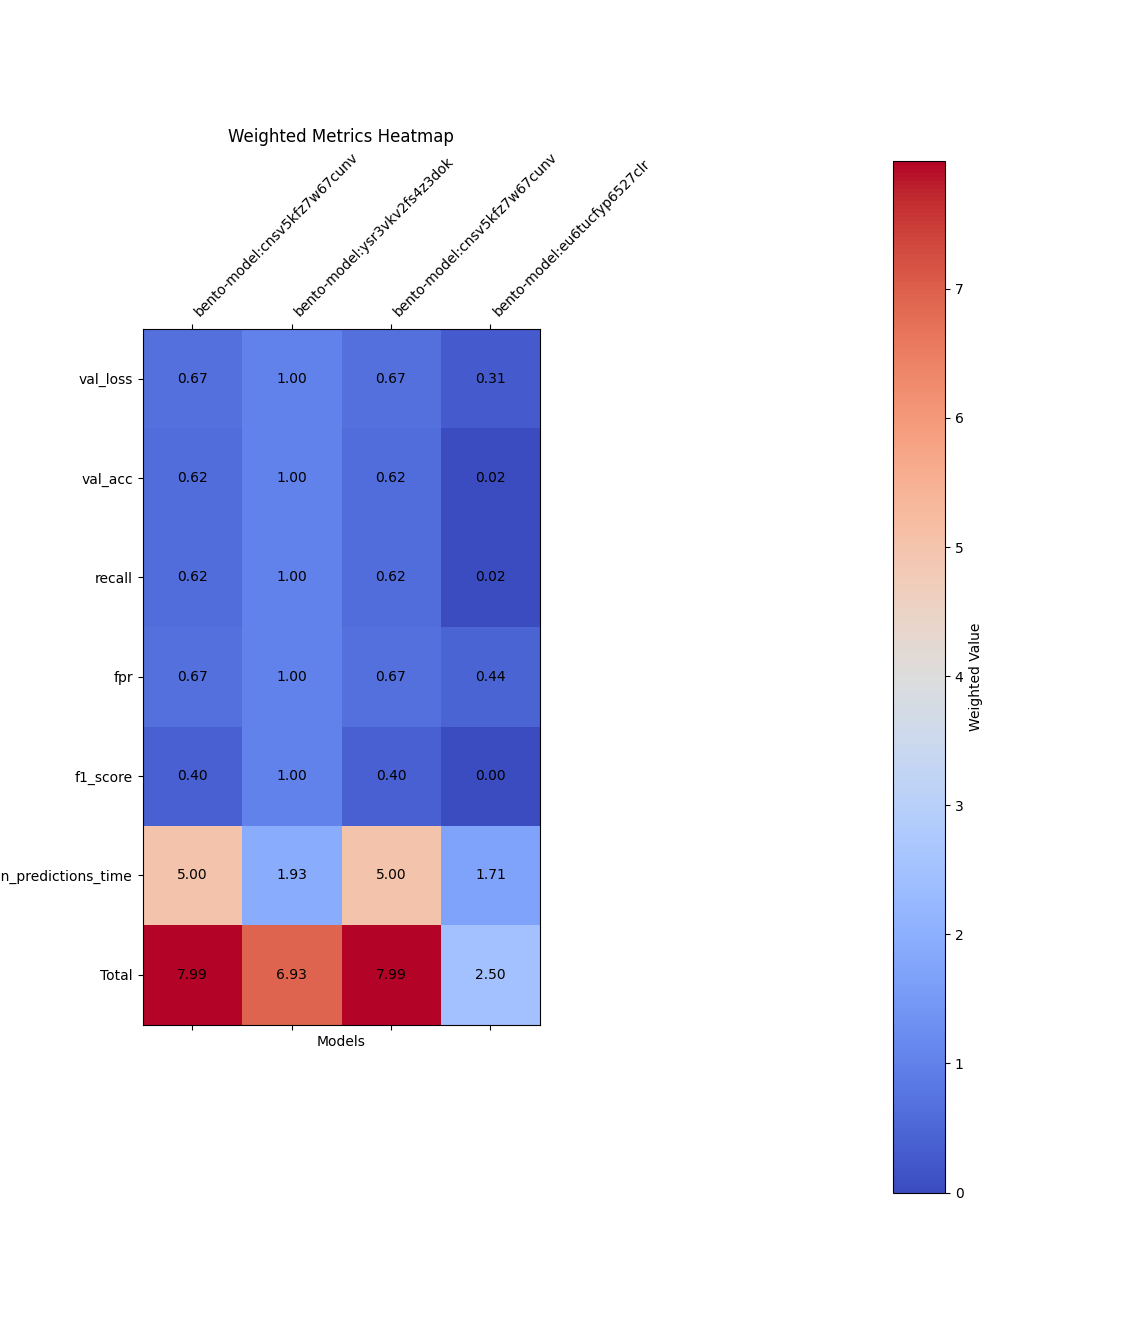 Weighted Metrics Heatmap
bento-model:cnsv5kfz7w67cunv
bento-model:ysr3vkv2fs4z3dok
bento-model:cnsv5kfz7w67cunv
bento-model:eu6tucfyp6527clr
val_loss 0.67 1.00 0.67 0.31
val_acc 0.62 1.00 0.62 0.02
recall 0.62 1.00 0.62 0.02
fpr 0.67 1.00 0.67 0.44
f1_score 0.40 1.00 0.40 0.00
n_predictions_time 5.00 1.93 5.00 1.71
Total 7.99 6.93 7.99 2.50
Models
7
6
5
4
3
2
1
0
Weighted Value